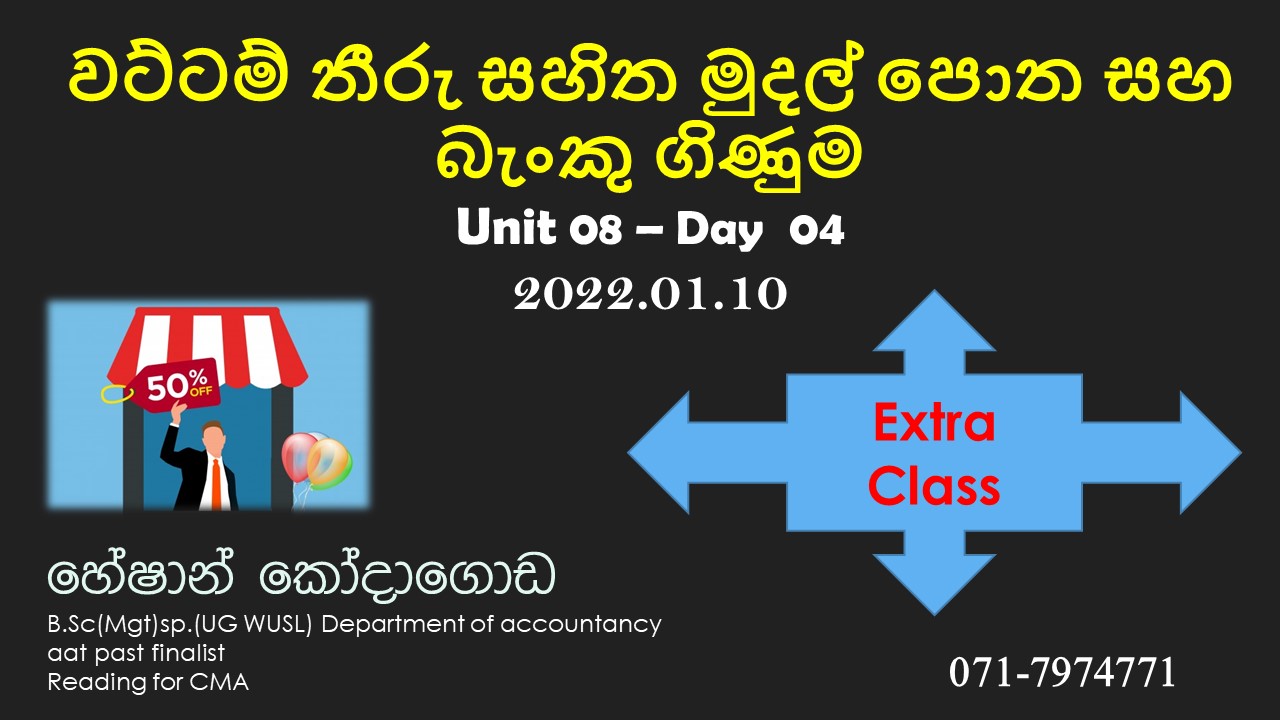 වට්ටම් තීරු සහිත මුදල් පොත සහ
බැංකු ගිණුම
Unit 08 – Day 04
2022.01.10
50% OFF
Extra
Class
හේෂාන් කෝදාගොඩ
B.Sc(Mgt)sp.(UG WUSL) Department of accountancy
aat past finalist
Reading for CMA
071-7974771